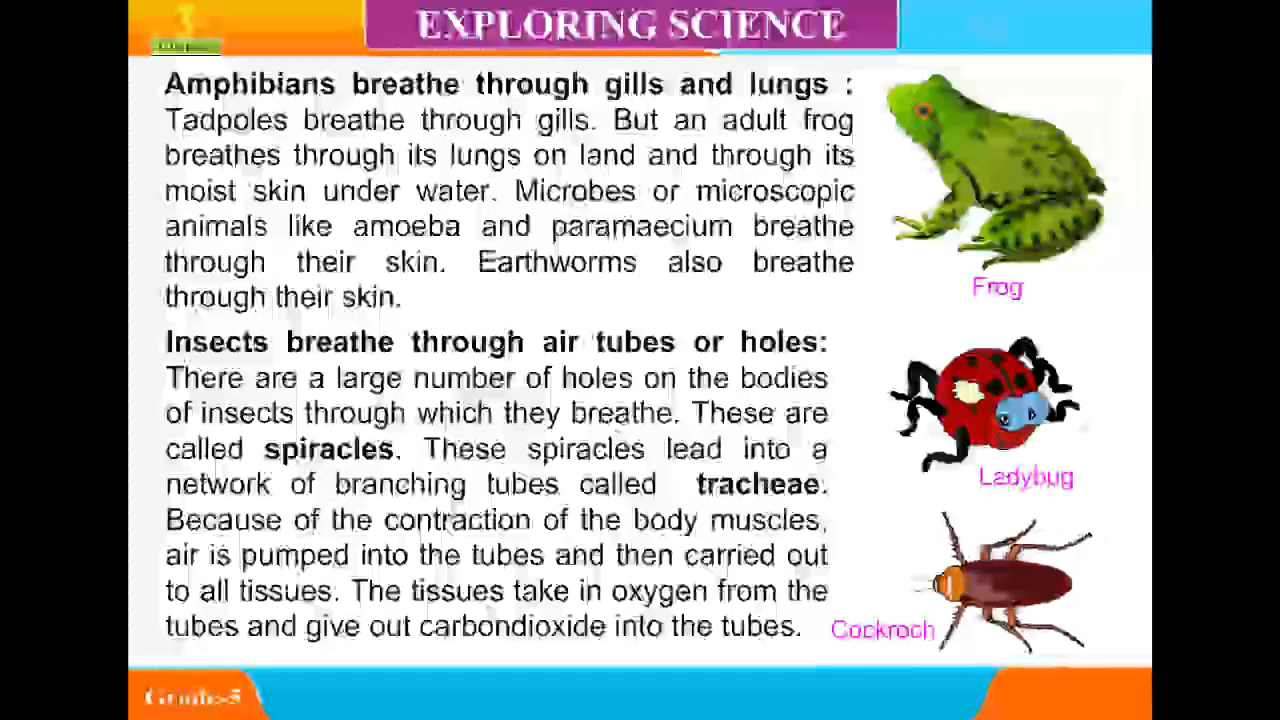 3
EXPLORING SCIENCE
Amphibians breathe through gills and lungs :
Tadpoles breathe through gills. But an adult frog
breathes through its lungs on land and through its
moist skin under water. Microbes or microscopic
animals like amoeba and paramaecium breathe
through their skin. Earthworms also breathe
through their skin.
Frog
Insects breathe through air tubes or holes:
There are a large number of holes on the bodies
of insects through which they breathe. These are
called spiracles. These spiracles lead into a
network of branching tubes called tracheae.
Because of the contraction of the body muscles,
air is pumped into the tubes and then carried out
to all tissues. The tissues take in oxygen from the
tubes and give out carbondioxide into the tubes.
Ladybug
Cockroch
Grade-5